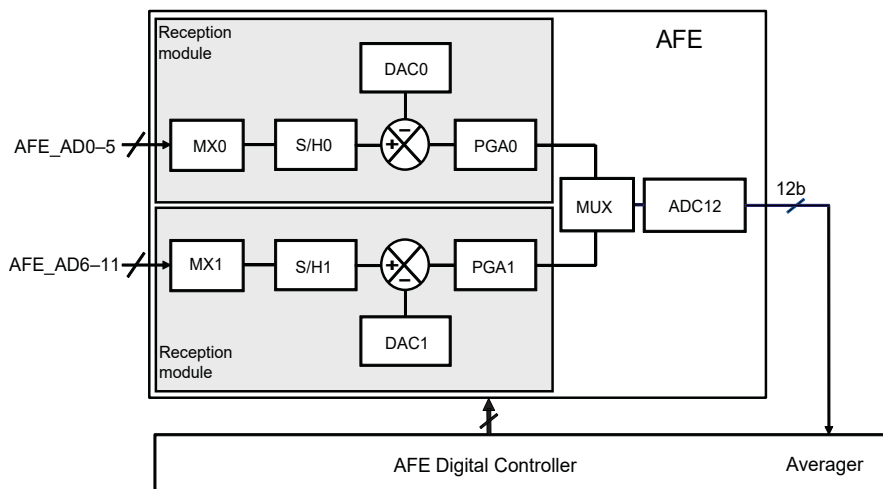 Reception
module
AFE
DAC0
AFE_AD0–5
MX0
S/H0
+
−
PGA0
MUX
ADC12
12b
AFE_AD6–11
MX1
S/H1
+
−
PGA1
DAC1
Reception
module
AFE Digital Controller
Averager